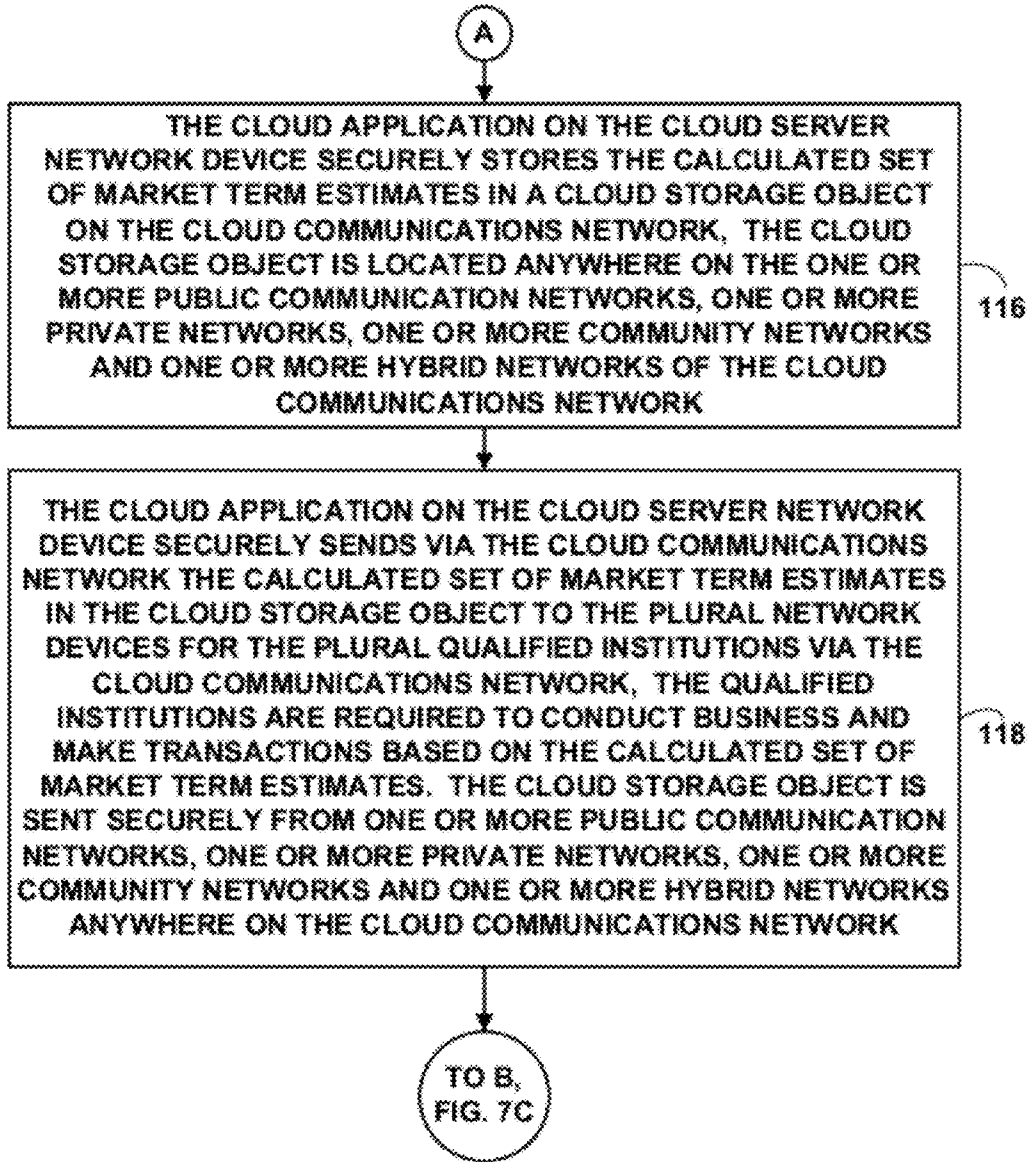 A
THE CLOUD APPLICATION ON THE CLOUD SERVER
NETWORK DEVICE SECURELY STORES THE CALCULATED SET
OF MARKET TERM ESTIMATES IN A CLOUD STORAGE OBJECT
ON THE CLOUD COMMUNICATIONS NETWORK, THE CLOUD
STORAGE OBJECT IS LOCATED ANYWHERE ON THE ONE OR
MORE PUBLIC COMMUNICATION NETWORKS, ONE OR MORE
PRIVATE NETWORKS, ONE OR MORE COMMUNITY NETWORKS
AND ONE OR MORE HYBRID NETWORKS OF THE CLOUD
COMMUNICATIONS NETWORK
116
THE CLOUD APPLICATION ON THE CLOUD SERVER NETWORK
DEVICE SECURELY SENDS VIA THE CLOUD COMMUNICATIONS
NETWORK THE CALCULATED SET OF MARKET TERM ESTIMATES
IN THE CLOUD STORAGE OBJECT TO THE PLURAL NETWORK
DEVICES FOR THE PLURAL QUALIFIED INSTITUTIONS VIA THE
CLOUD COMMUNICATIONS NETWORK, THE QUALIFIED
INSTITUTIONS ARE REQUIRED TO CONDUCT BUSINESS AND
MAKE TRANSACTIONS BASED ON THE CALCULATED SET OF
MARKET TERM ESTIMATES. THE CLOUD STORAGE OBJECT IS
SENT SECURELY FROM ONE OR MORE PUBLIC COMMUNICATION
NETWORKS, ONE OR MORE PRIVATE NETWORKS, ONE OR MORE
COMMUNITY NETWORKS AND ONE OR MORE HYBRID NETWORKS
ANYWHERE ON THE CLOUD COMMUNICATIONS NETWORK
118
TO B,
FIG. 7C